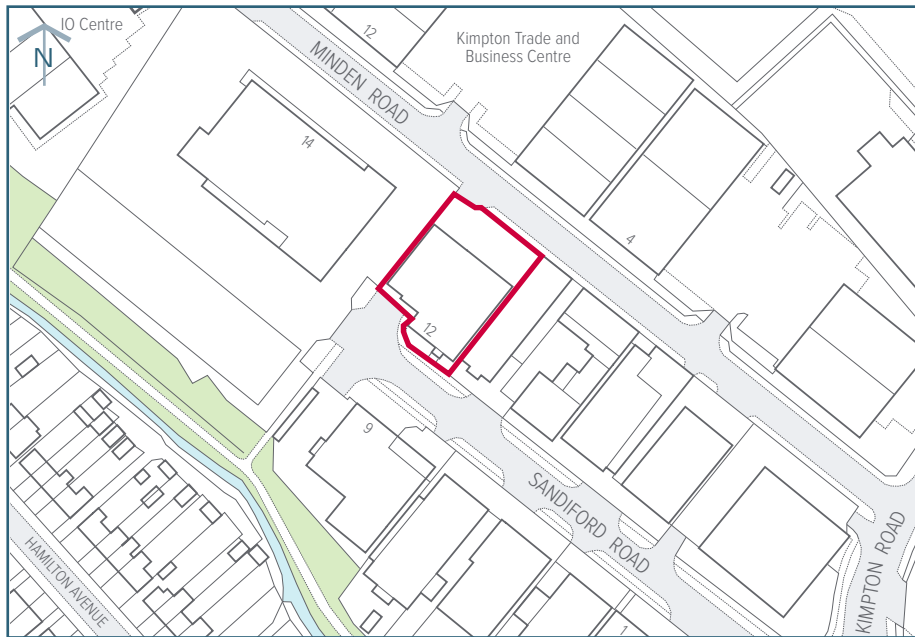 IO Centre
N
12
Kimpton Trade and
Business Centre
MINDEN ROAD
14
4
12
9
SANDIFORD ROAD
KIMPTON ROAD
HAMILTON AVENUE
1